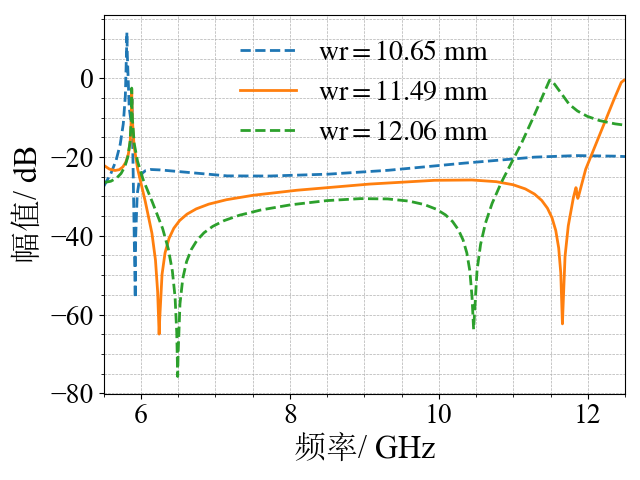 wr = 10.65 mm
wr = 11.49 mm
wr = 12.06 mm
幅值/ dB
0
−20
−40
−60
−80
6 8 10 12
频率/ GHz